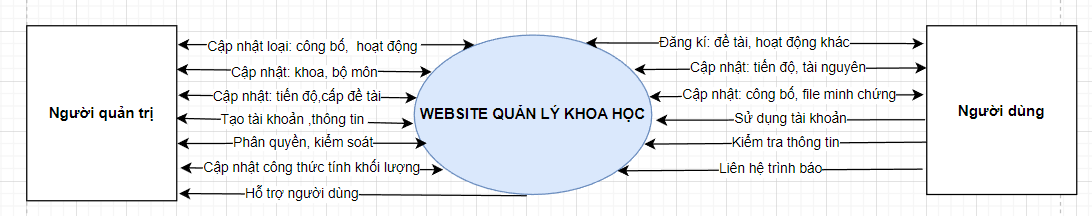 Người quản trị
Cập nhật loại: công bố, hoạt động
Cập nhật: khoa, bộ môn
Cập nhật: tiến độ,cấp đề tài
Tạo tài khoản ,thông tin
Phân quyền, kiểm soát
Cập nhật công thức tính khối lượng
Hỗ trợ người dùng
WEBSITE QUẢN LÝ KHOA HỌC
Đăng kí: đề tài, hoạt động khác
Cập nhật: tiến độ, tài nguyên
Cập nhật: công bố, file minh chứng
Sử dụng tài khoản
Kiểm tra thông tin
Liên hệ trình báo
Người dùng